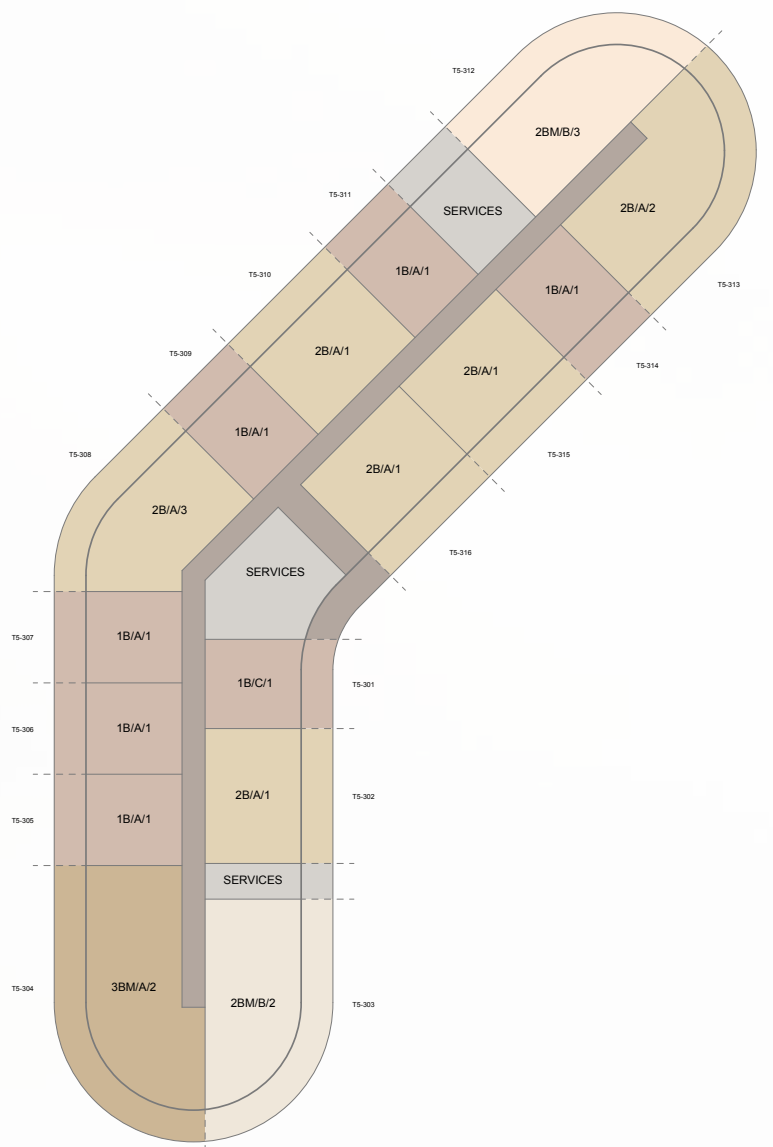 T5-312
2BM/B/3
T5-311
SERVICES
2B/A/2
T5-310
1B/A/1
1B/A/1
T5-313
T5-309
2B/A/1
2B/A/1
T5-314
T5-308
1B/A/1
2B/A/1
T5-315
2B/A/3
T5-316
SERVICES
T5-307
1B/A/1
1B/C/1
T5-301
T5-306
1B/A/1
2B/A/1
T5-302
T5-305
1B/A/1
SERVICES
T5-304
3BM/A/2
2BM/B/2
T5-303